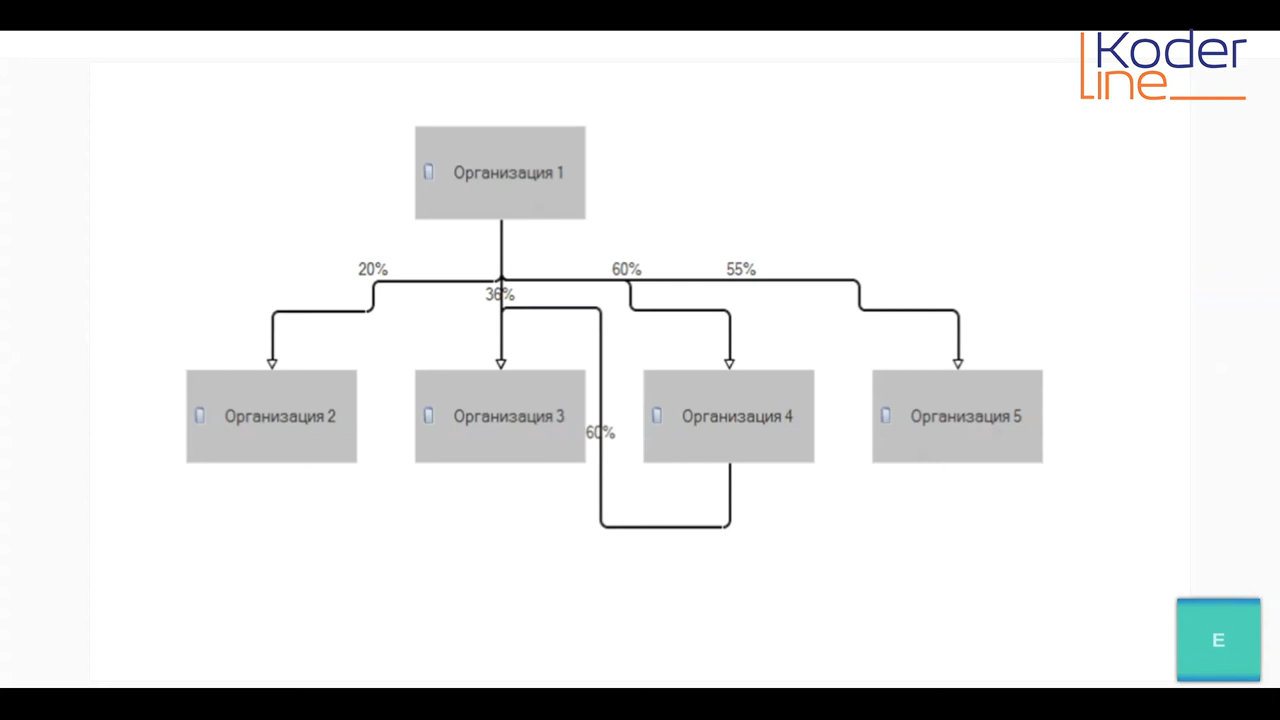 Koder
Line
Организация 1
20%
60%
55%
36%
Организация 2
Организация 3
Организация 4
Организация 5
60%
E